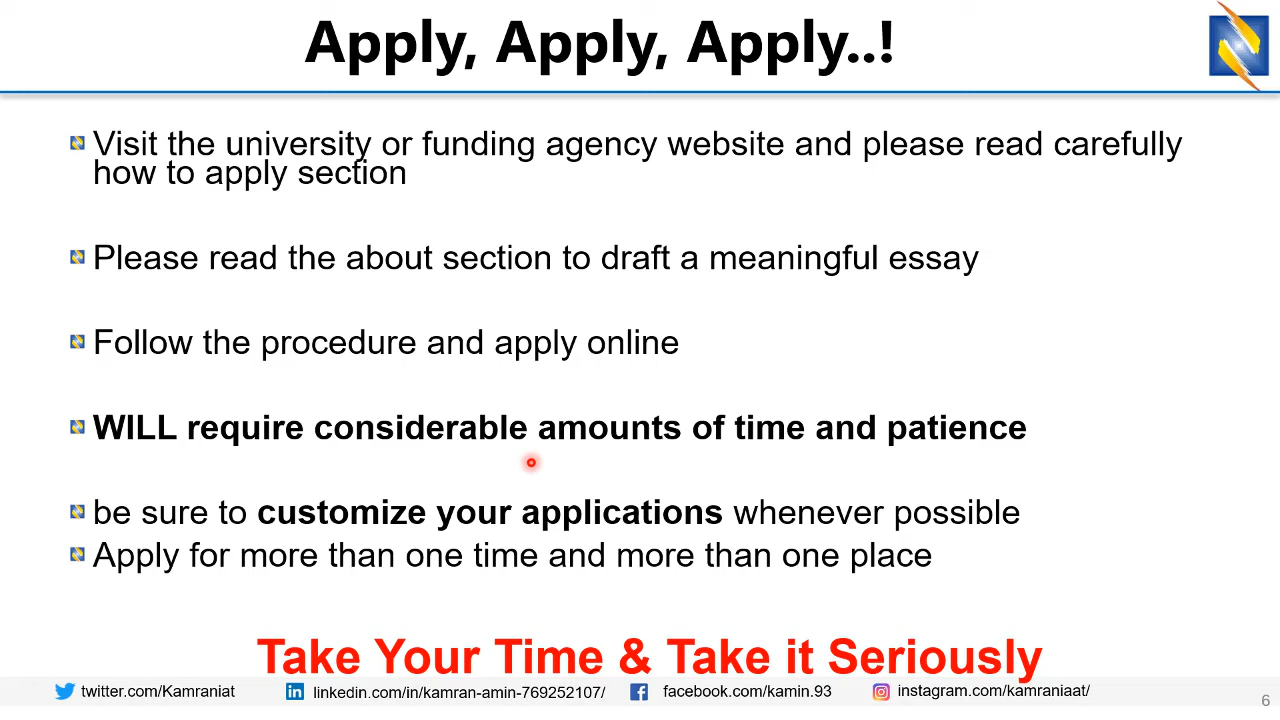 Apply, Apply, Apply..!
Visit the university or funding agency website and please read carefully
how to apply section
Please read the about section to draft a meaningful essay
Follow the procedure and apply online
WILL require considerable amounts of time and patience
be sure to customize your applications whenever possible
Apply for more than one time and more than one place
Take Your Time & Take it Seriously
twitter.com/Kamraniat linkedin.com/in/kamran-amin-769252107/ facebook.com/kamin.93 instagram.com/kamraniaat/
6